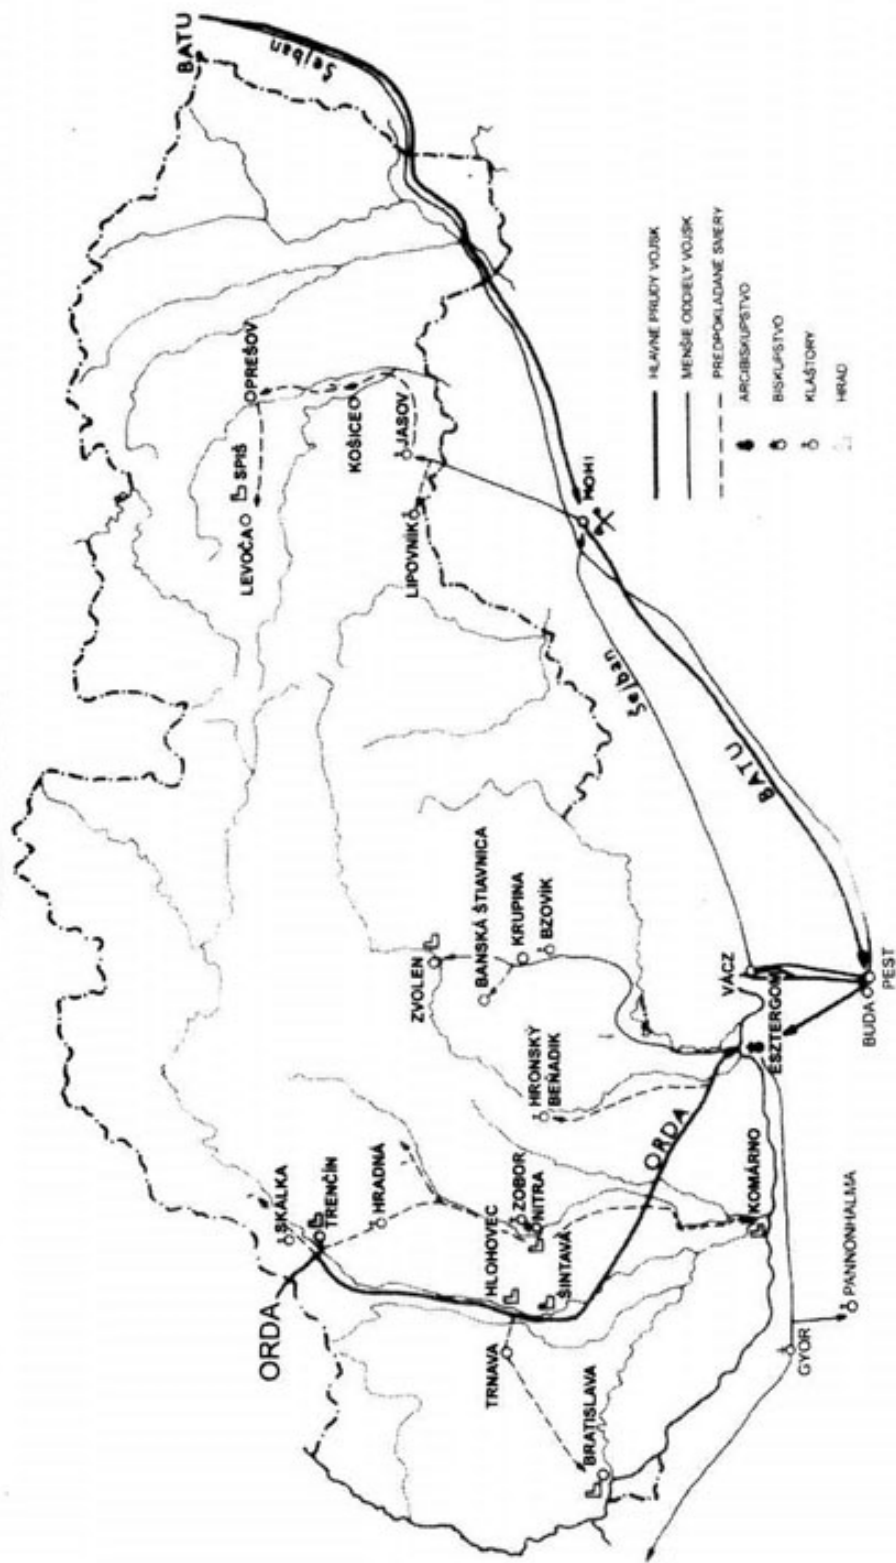 BATU
Šejban
ORDA
SKALKA
TRENČÍN
HRADNÁ
HLOHOVEC
ZOBOR
NITRA
ŠINTAVA
TRNAVA
BRATISLAVA
KOMÁRNO
GYOR
PANNONHALMA
ORDA
HRONSKÝ
BEŇADIK
ZVOLEN
BANSKÁ ŠTIAVNICA
KRUPINA
BZOVÍK
VÁCZ
ESZTERGOM
BUDA
PEST
BATU
Šejban
LEVOČA
SPIŠ
PREŠOV
KOŠICE
JASOV
LIPOVNÍK
MOHI
HLAVNÉ PRÚDY VOJSK
MENŠIE ODDIELY VOJSK
PREDPOKLADANÉ SMERY
ARCIBISKUPSTVO
BISKUPSTVO
KLÁŠTORY
HRAD